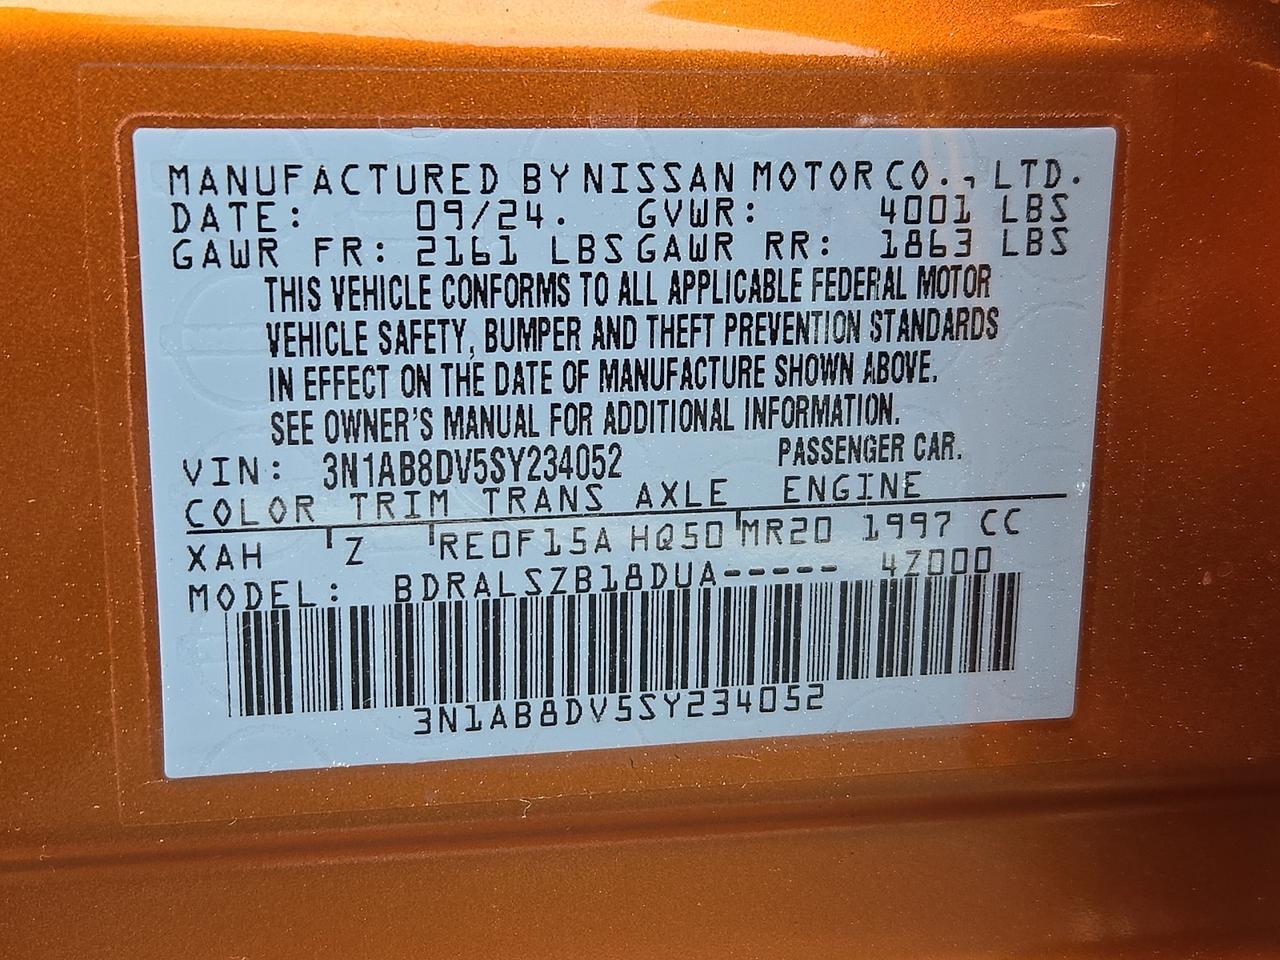 MANUFACTURED BY NISSAN MOTOR CO., LTD.
DATE: 09/24. GVWR: 4001 LBS
GAWR FR: 2161 LBS GAWR RR: 1863 LBS
THIS VEHICLE CONFORMS TO ALL APPLICABLE FEDERAL MOTOR
VEHICLE SAFETY, BUMPER AND THEFT PREVENTION STANDARDS
IN EFFECT ON THE DATE OF MANUFACTURE SHOWN ABOVE.
SEE OWNER'S MANUAL FOR ADDITIONAL INFORMATION.
VIN: 3N1AB8DV5SY234052 PASSENGER CAR.
COLOR TRIM TRANS AXLE ENGINE
XAH Z RE0F15A HQ50 MR20 1997 CC
MODEL: BDRALSZB18DUA----- 4Z000
3N1AB8DV5SY234052